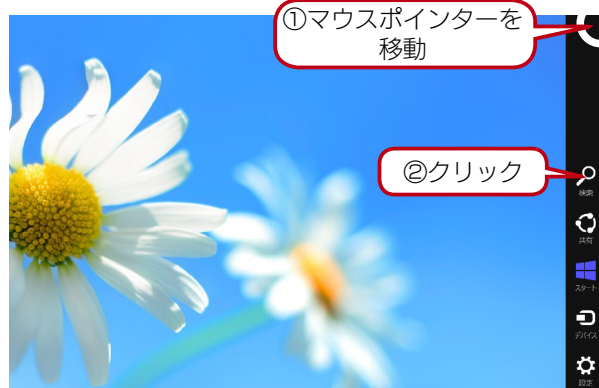 ①マウスポインターを
移動
②クリック
検索
共有
スタート
デバイス
設定